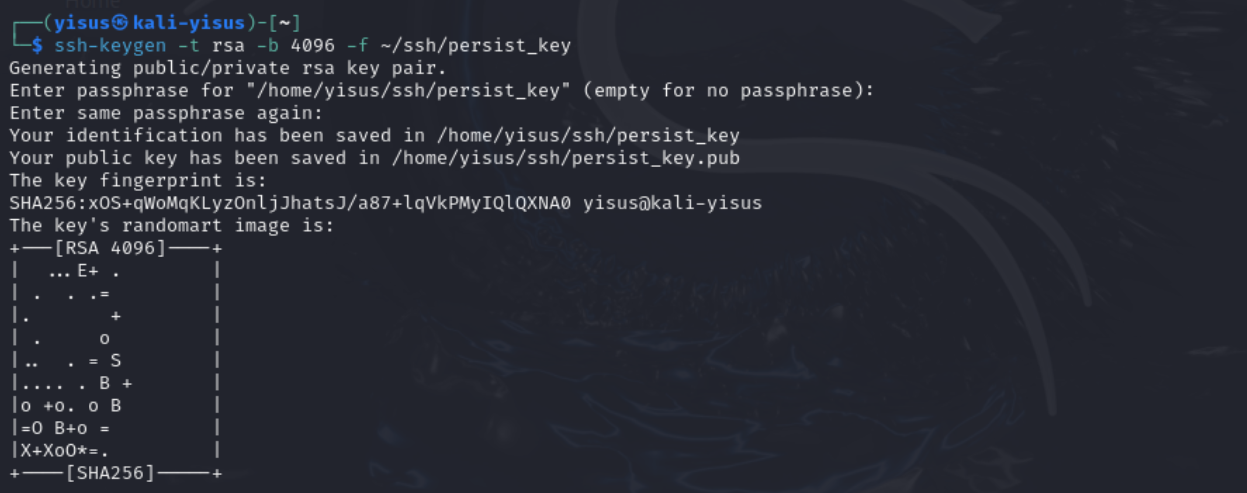 ┌──(yisus㉿kali-yisus)-[~]
└─$ ssh-keygen -t rsa -b 4096 -f ~/ssh/persist_key
Generating public/private rsa key pair.
Enter passphrase for "/home/yisus/ssh/persist_key" (empty for no passphrase):
Enter same passphrase again:
Your identification has been saved in /home/yisus/ssh/persist_key
Your public key has been saved in /home/yisus/ssh/persist_key.pub
The key fingerprint is:
SHA256:xOS+qWoMqKLyzOnljJhatsJ/a87+lqVkPMyIQlQXNA0 yisus@kali-yisus
The key's randomart image is:
+---[RSA 4096]----+
|   ...E+ .       |
| .  . .=         |
|.       +        |
| .     o         |
|..   . = S       |
|.... . B +       |
|o +o. o B        |
|=O B+o =         |
|X+XoO*=.         |
+----[SHA256]-----+